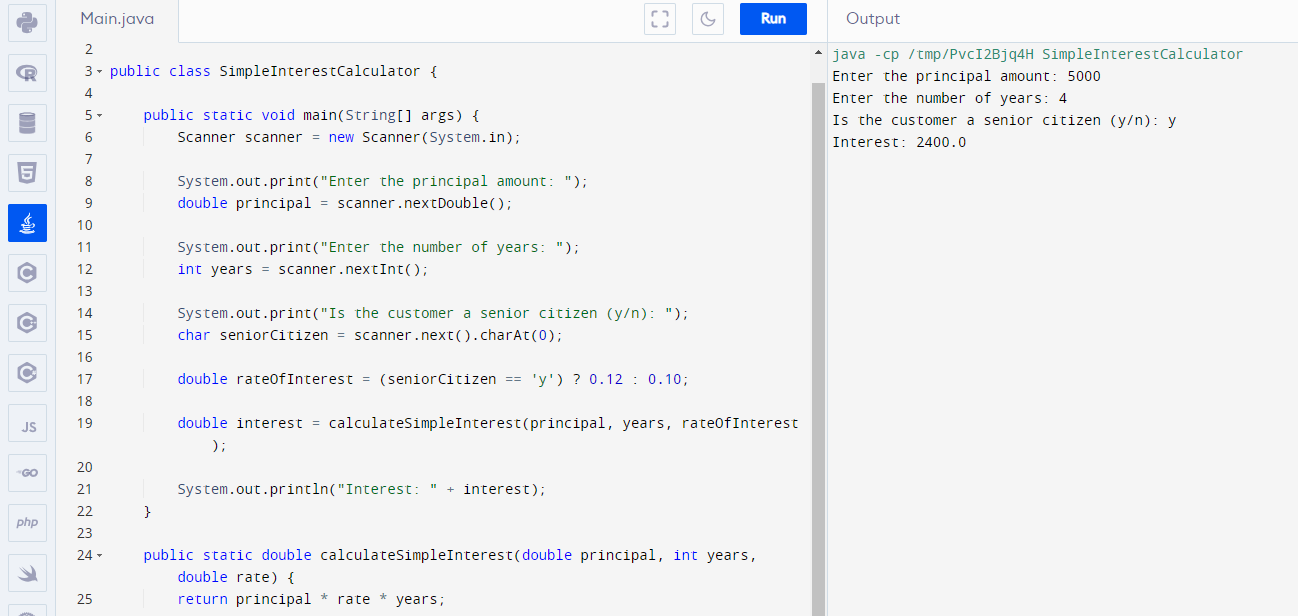 Main.java
Run
Output
2
3 public class SimpleInterestCalculator {
4
5 public static void main(String[] args) {
6 Scanner scanner = new Scanner(System.in);
7
8 System.out.print("Enter the principal amount: ");
9 double principal = scanner.nextDouble();
10
11 System.out.print("Enter the number of years: ");
12 int years = scanner.nextInt();
13
14 System.out.print("Is the customer a senior citizen (y/n): ");
15 char seniorCitizen = scanner.next().charAt(0);
16
17 double rateOfInterest = (seniorCitizen == 'y') ? 0.12 : 0.10;
18
19 double interest = calculateSimpleInterest(principal, years, rateOfInterest
);
20
21 System.out.println("Interest: " + interest);
22 }
23
24 public static double calculateSimpleInterest(double principal, int years,
double rate) {
25 return principal * rate * years;
java -cp /tmp/PvcI2Bjq4H SimpleInterestCalculator
Enter the principal amount: 5000
Enter the number of years: 4
Is the customer a senior citizen (y/n): y
Interest: 2400.0
R
5
C
C
C
JS
GO
php